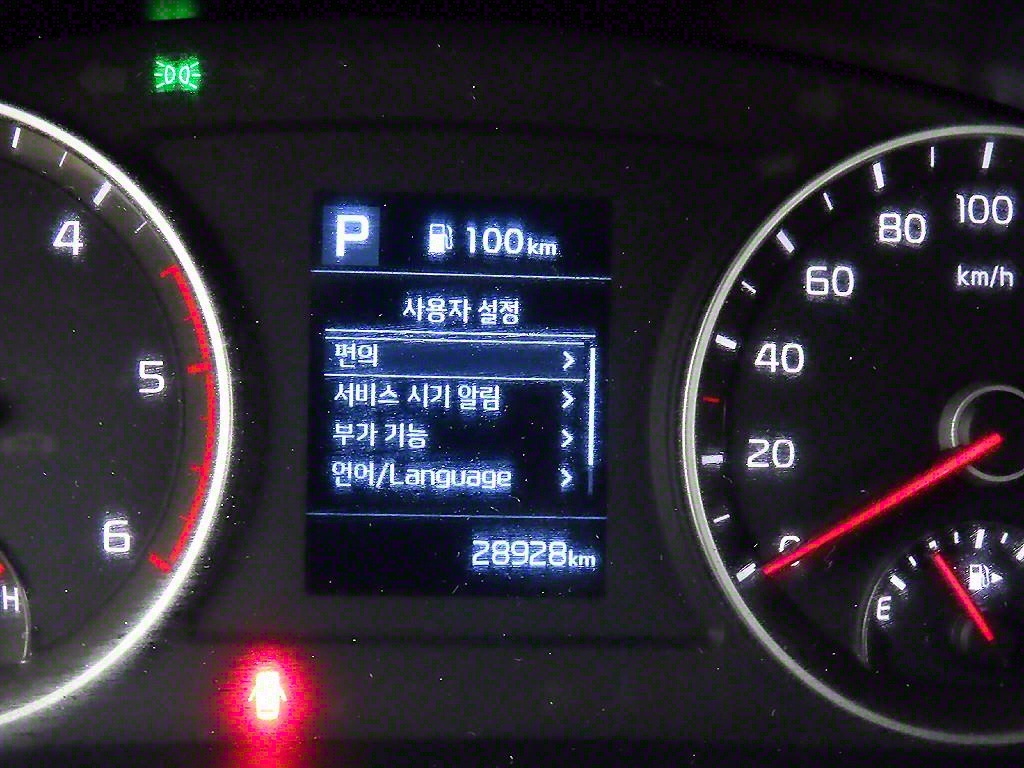 4
5
6
H
P
100km
사용자 설정
편의
서비스 시기 알림
부가 기능
언어/Language
28928km
100
80
60
km/h
40
20
0
E